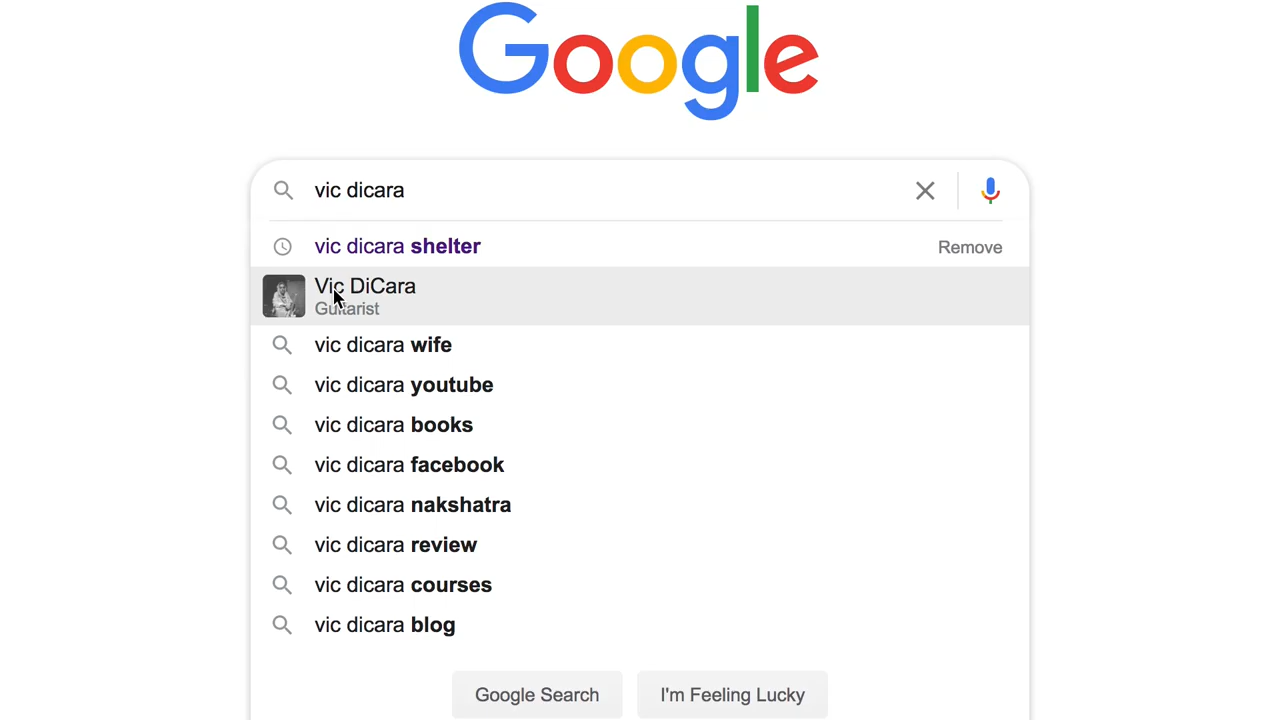 Google
vic dicara
vic dicara shelter Remove
Vic DiCara
Guitarist
vic dicara wife
vic dicara youtube
vic dicara books
vic dicara facebook
vic dicara nakshatra
vic dicara review
vic dicara courses
vic dicara blog
Google Search I'm Feeling Lucky